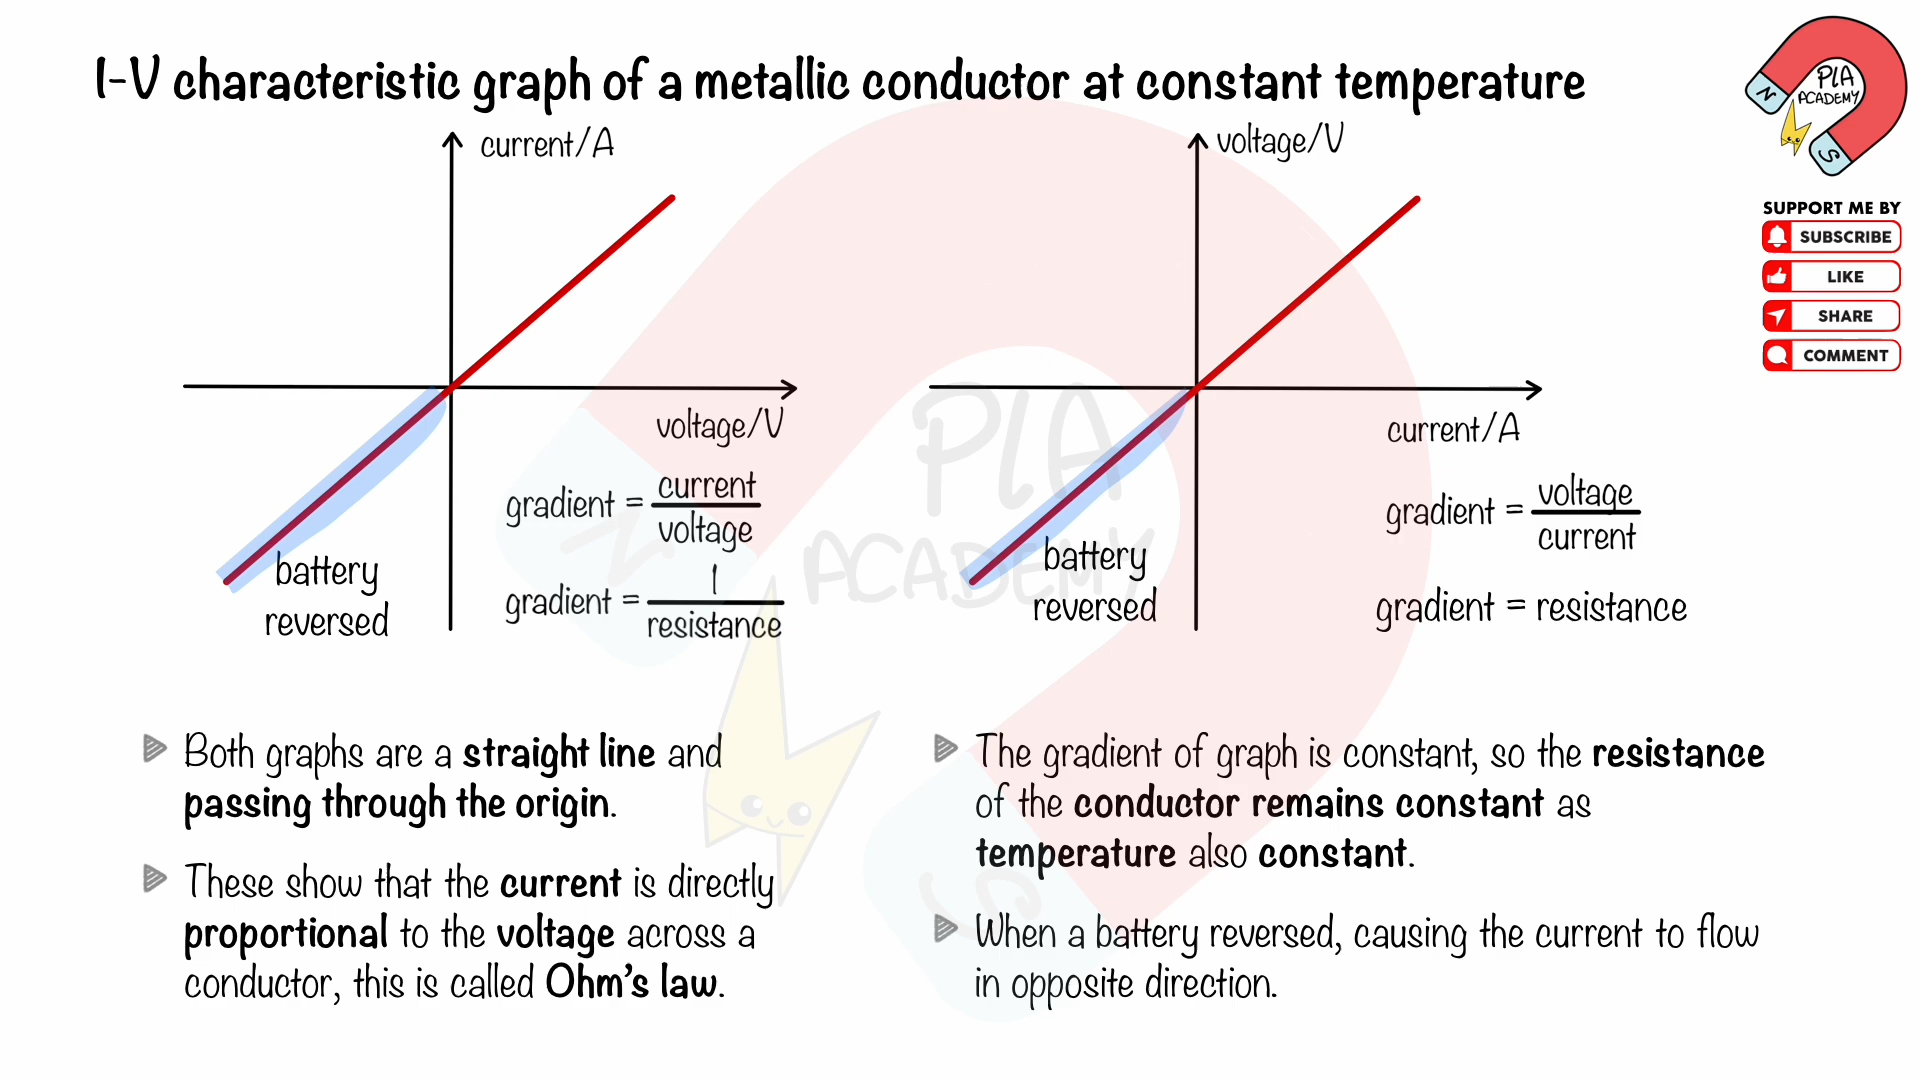 I-V characteristic graph of a metallic conductor at constant temperature
PLA
ACADEMY
N
S
SUPPORT ME BY
SUBSCRIBE
LIKE
SHARE
COMMENT
current/A
voltage/V
gradient = current
voltage
gradient = 1
resistance
battery
reversed
voltage/V
current/A
gradient = voltage
current
gradient = resistance
battery
reversed
PLA
ACADEMY
N
S
Both graphs are a straight line and
passing through the origin.
These show that the current is directly
proportional to the voltage across a
conductor, this is called Ohm's law.
The gradient of graph is constant, so the resistance
of the conductor remains constant as
temperature also constant.
When a battery reversed, causing the current to flow
in opposite direction.